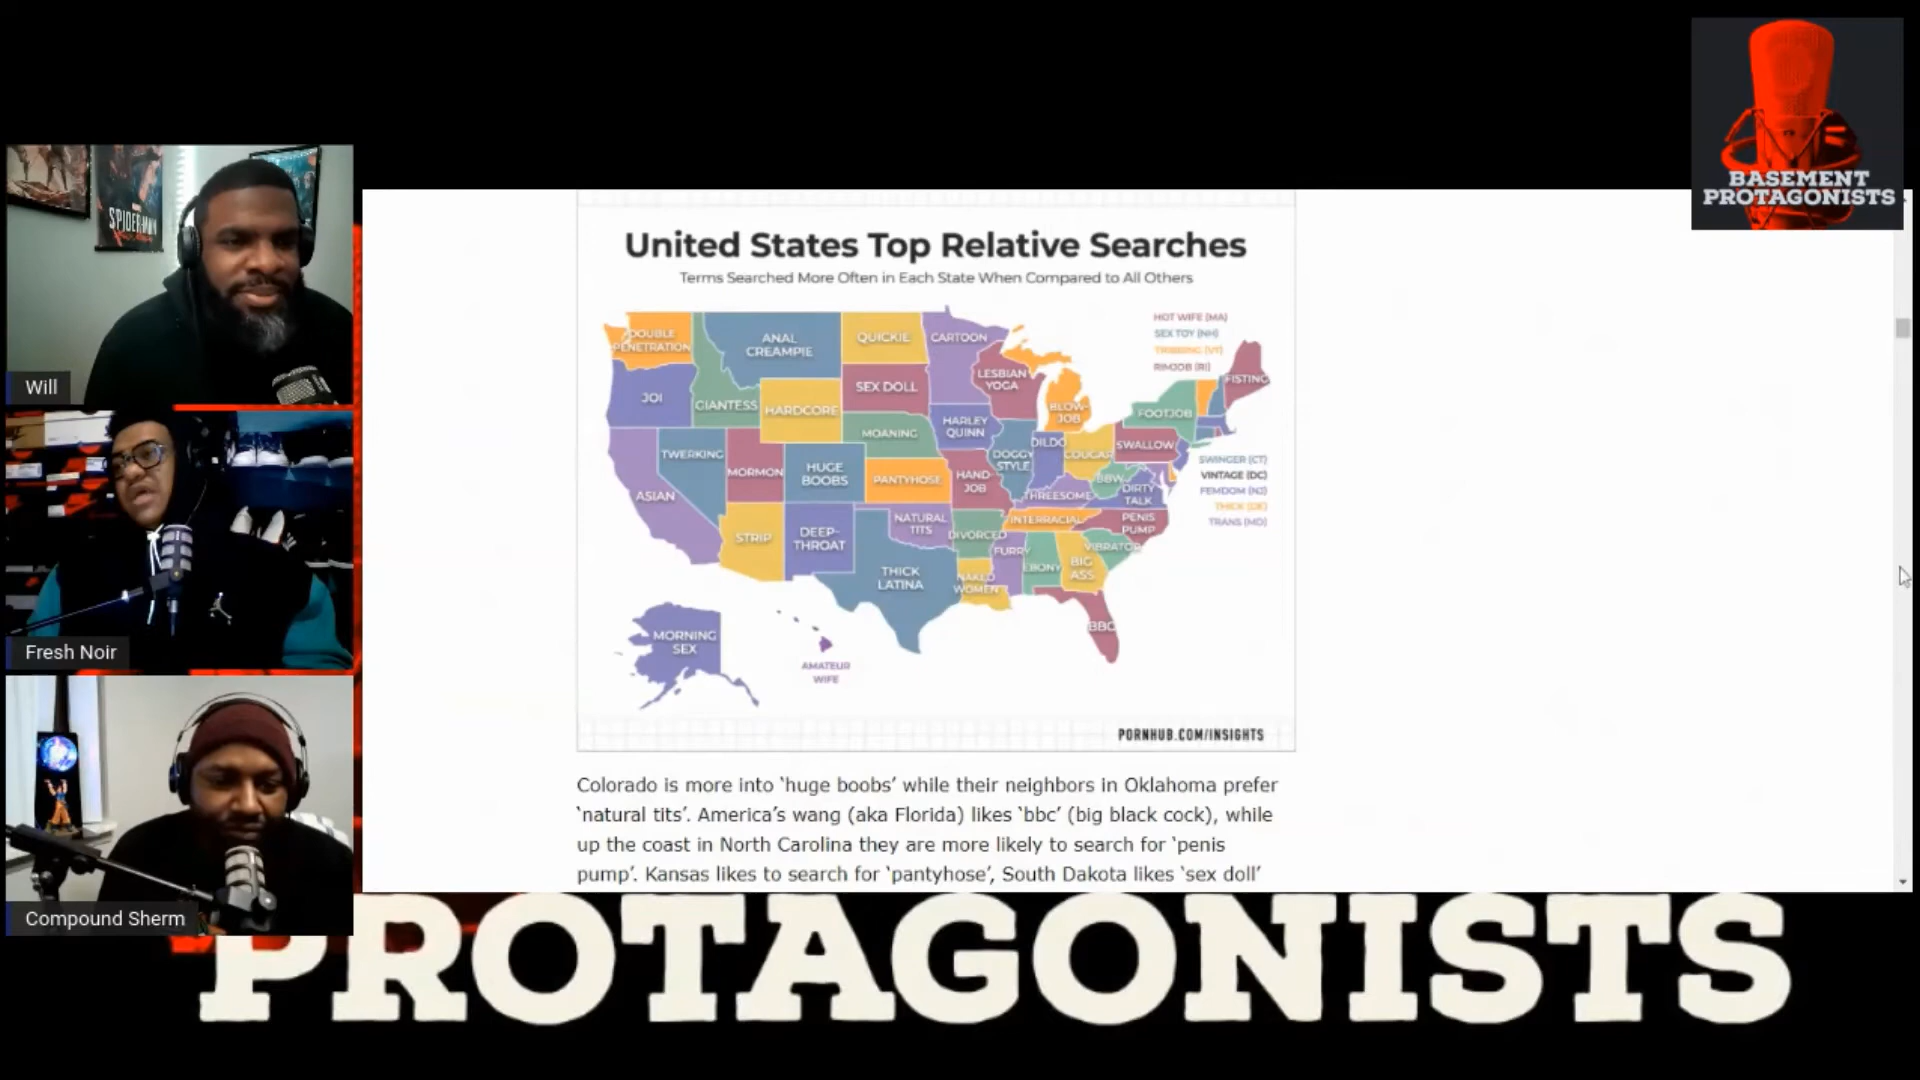 BASEMENT
PROTAGONISTS
SPIDER-MAN
Will
Fresh Noir
Compound Sherm
United States Top Relative Searches
Terms Searched More Often in Each State When Compared to All Others
HOT WIFE (MA)
SEX TOY (NH)
TRIBBING (VT)
RIMJOB (RI)
DOUBLE
PENETRATION
ANAL
CREAMPIE
QUICKIE
CARTOON
LESBIAN
YOGA
FISTING
JOI
GIANTESS
HARDCORE
SEX DOLL
BLOW-
JOB
FOOTJOB
MOANING
HARLEY
QUINN
DILDO
COUGAR
SWALLOW
TWERKING
MORMON
HUGE
BOOBS
PANTYHOSE
HAND-
JOB
DOGGY
STYLE
BBW
DIRTY
TALK
SWINGER (CT)
VINTAGE (DC)
FEMDOM (NJ)
THICK (DE)
TRANS (MD)
ASIAN
THREESOME
STRIP
DEEP-
THROAT
NATURAL
TITS
INTERRACIAL
PENIS
PUMP
DIVORCED
FURRY
EBONY
BIG
ASS
VIBRATOR
THICK
LATINA
NAKED
WOMEN
BBC
MORNING
SEX
AMATEUR
WIFE
PORNHUB.COM/INSIGHTS
Colorado is more into ‘huge boobs’ while their neighbors in Oklahoma prefer
‘natural tits’. America’s wang (aka Florida) likes ‘bbc’ (big black cock), while
up the coast in North Carolina they are more likely to search for ‘penis
pump’. Kansas likes to search for ‘pantyhose’, South Dakota likes ‘sex doll’
PROTAGONISTS